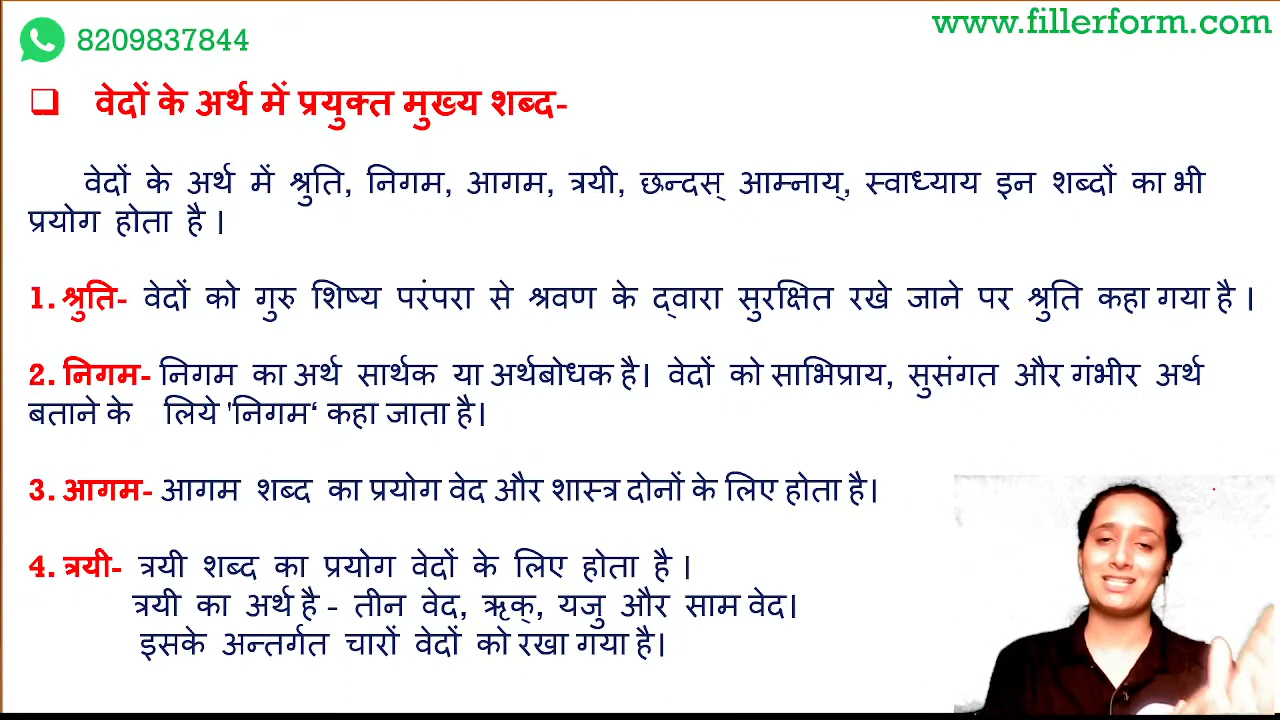 8209837844
www.fillerform.com
वेदों के अर्थ में प्रयुक्त मुख्य शब्द-
वेदों के अर्थ में श्रुति, निगम, आगम, त्रयी, छन्दस् आम्नाय्, स्वाध्याय इन शब्दों का भी
प्रयोग होता है ।
1. श्रुति- वेदों को गुरु शिष्य परंपरा से श्रवण के द्वारा सुरक्षित रखे जाने पर श्रुति कहा गया है ।
2. निगम- निगम का अर्थ सार्थक या अर्थबोधक है। वेदों को साभिप्राय, सुसंगत और गंभीर अर्थ
बताने के लिये 'निगम‘ कहा जाता है।
3. आगम- आगम शब्द का प्रयोग वेद और शास्त्र दोनों के लिए होता है।
4. त्रयी- त्रयी शब्द का प्रयोग वेदों के लिए होता है ।
त्रयी का अर्थ है - तीन वेद, ऋक्, यजु और साम वेद।
इसके अन्तर्गत चारों वेदों को रखा गया है।